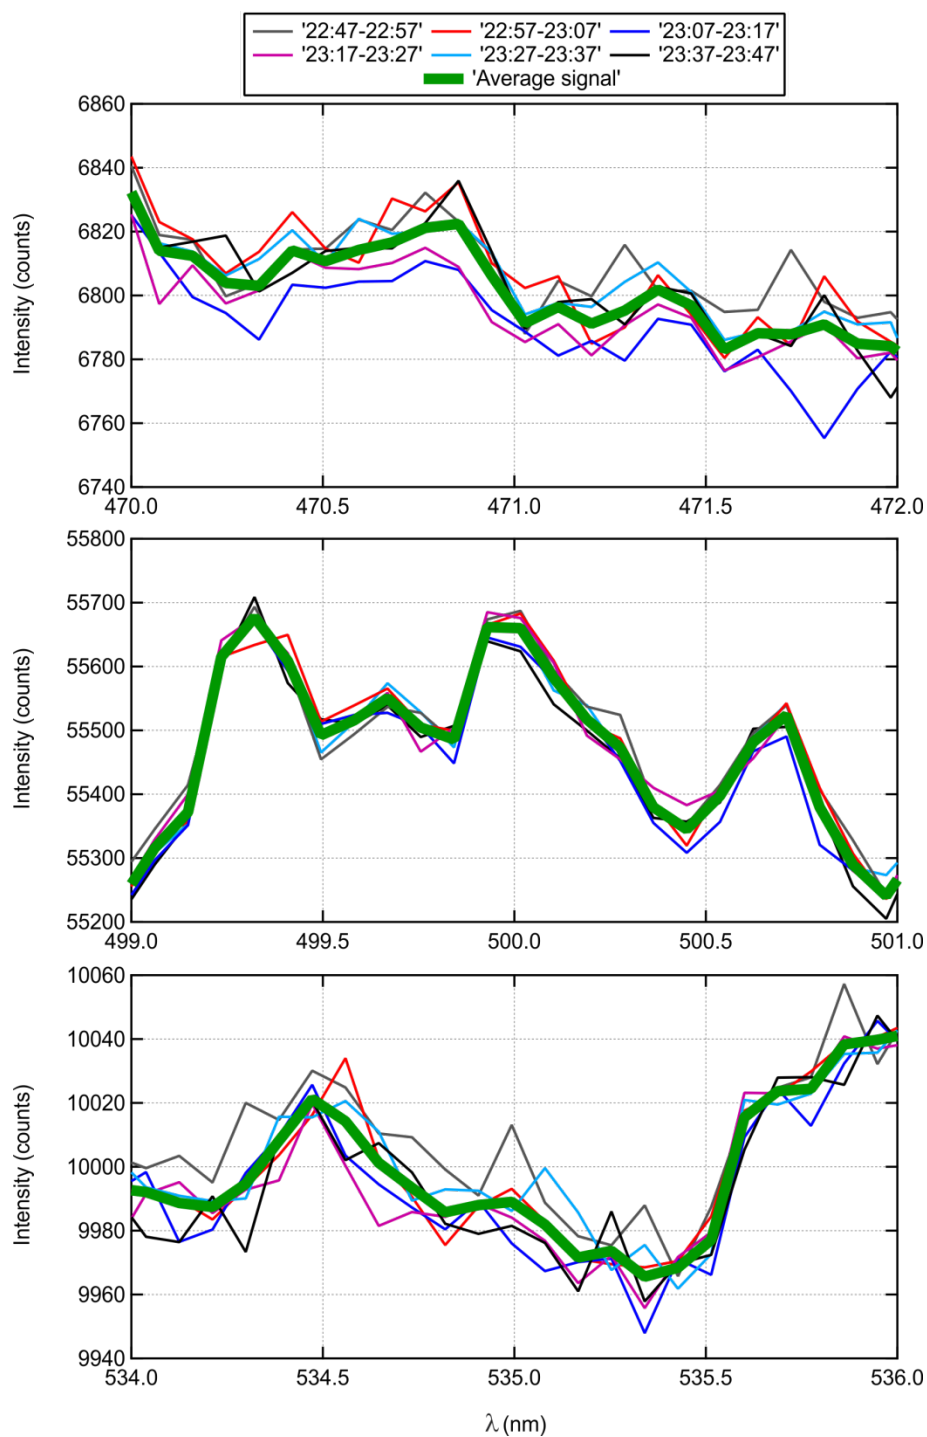 '22:47-22:57' '22:57-23:07' '23:07-23:17'
'23:17-23:27' '23:27-23:37' '23:37-23:47'
'Average signal'
6860
6840
6820
6800
6780
6760
6740
Intensity (counts)
470.0 470.5 471.0 471.5 472.0
55800
55700
55600
55500
55400
55300
55200
Intensity (counts)
499.0 499.5 500.0 500.5 501.0
10060
10040
10020
10000
9980
9960
9940
Intensity (counts)
534.0 534.5 535.0 535.5 536.0
λ (nm)